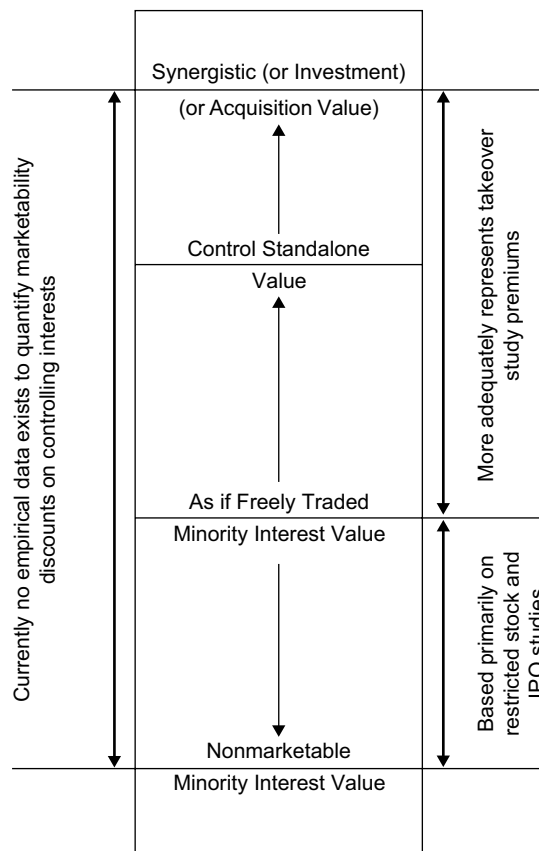 Synergistic (or Investment)
(or Acquisition Value)
Control Standalone
Value
As if Freely Traded
Minority Interest Value
Nonmarketable
Minority Interest Value
Currently no empirical data exists to quantify marketability
discounts on controlling interests
More adequately represents takeover
study premiums
Based primarily on
restricted stock and
IPO studies